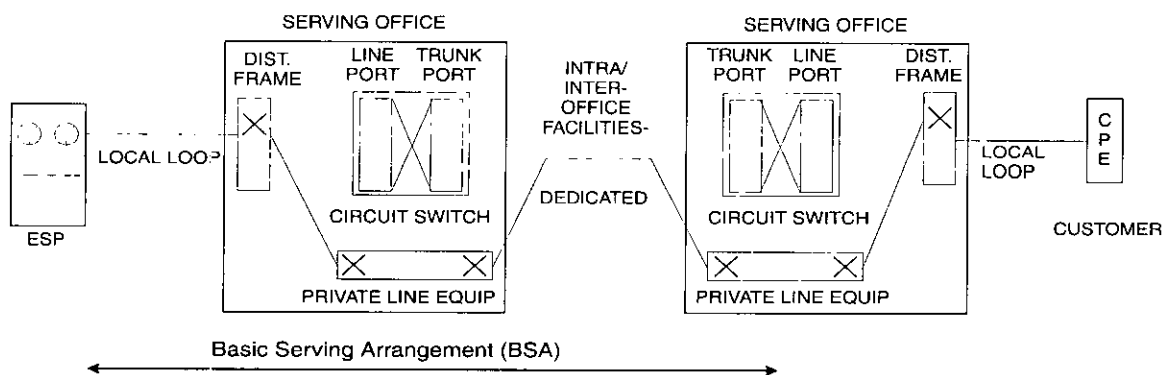 SERVING OFFICE
DIST.
FRAME
LINE
PORT
TRUNK
PORT
LOCAL LOOP
ESP
CIRCUIT SWITCH
PRIVATE LINE EQUIP
INTRA/
INTER-
OFFICE
FACILITIES-
DEDICATED
SERVING OFFICE
TRUNK
PORT
LINE
PORT
DIST.
FRAME
CIRCUIT SWITCH
PRIVATE LINE EQUIP
LOCAL
LOOP
C
P
E
CUSTOMER
Basic Serving Arrangement (BSA)